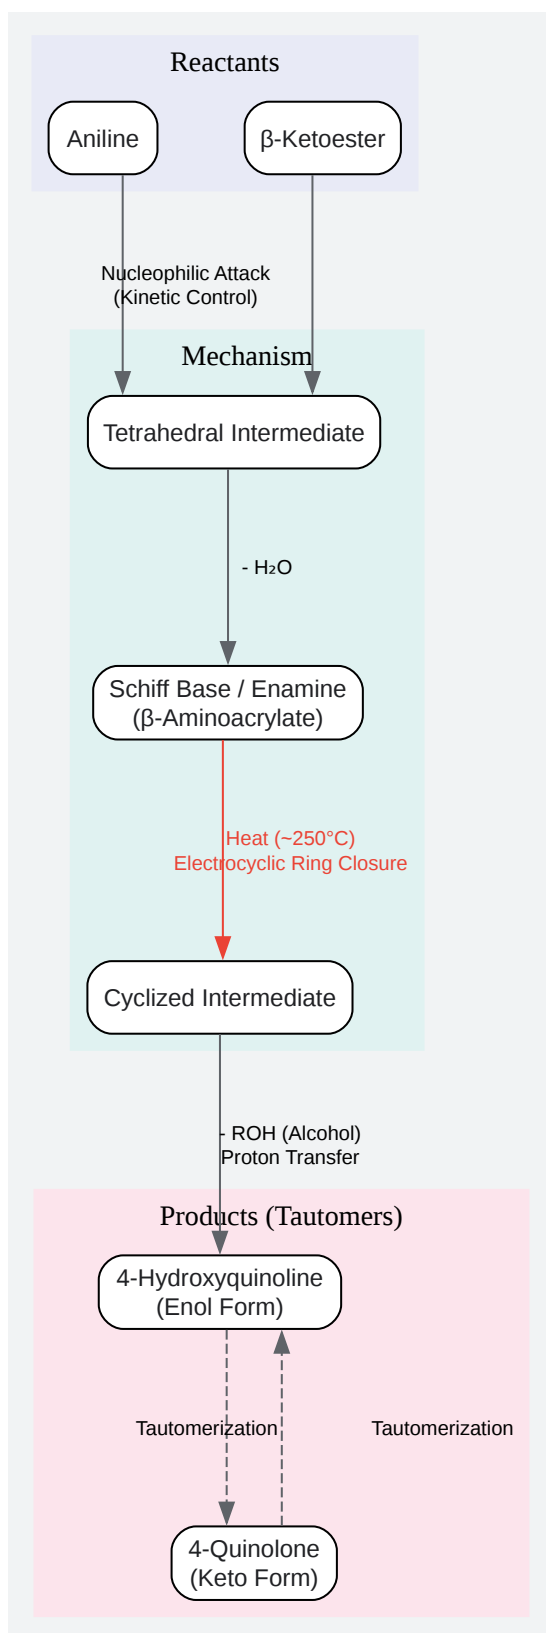 Reactants
Aniline
β-Ketoester
Nucleophilic Attack
(Kinetic Control)
Mechanism
Tetrahedral Intermediate
- H₂O
Schiff Base / Enamine
(β-Aminoacrylate)
Heat (~250°C)
Electrocyclic Ring Closure
Cyclized Intermediate
- ROH (Alcohol)
Proton Transfer
Products (Tautomers)
4-Hydroxyquinoline
(Enol Form)
Tautomerization
Tautomerization
4-Quinolone
(Keto Form)